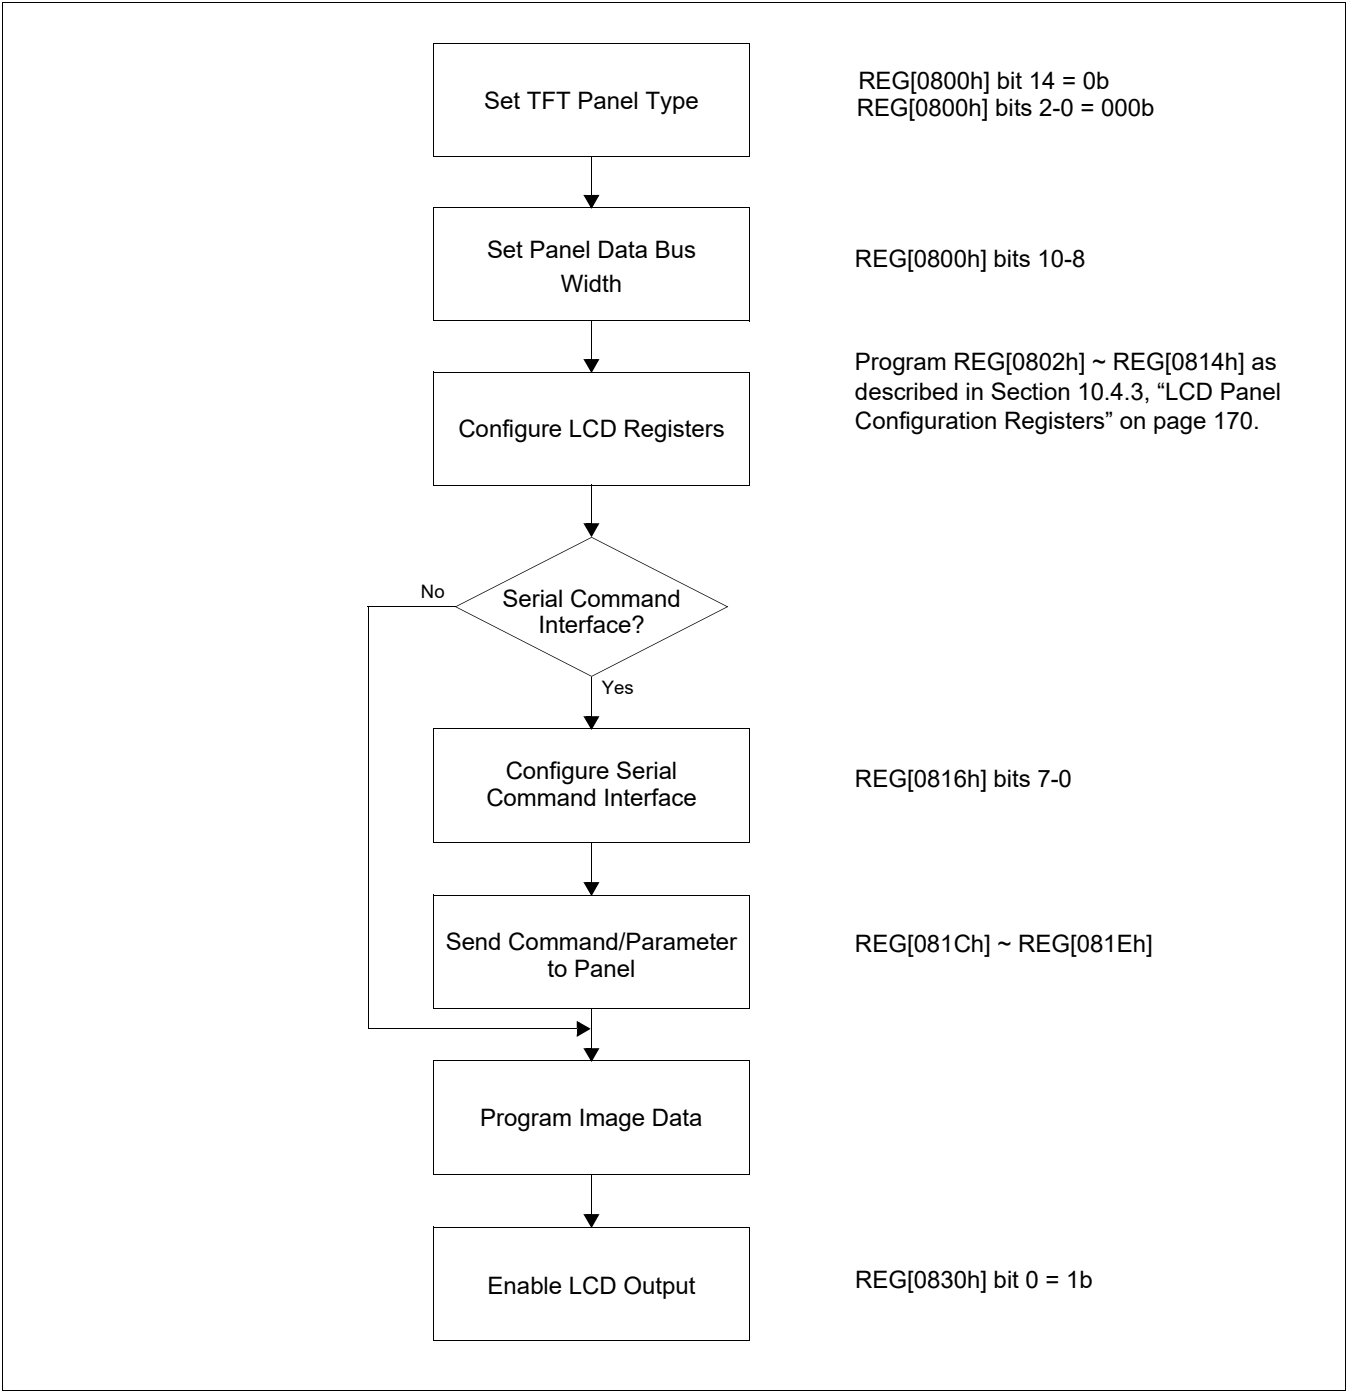 Set TFT Panel Type
REG[0800h] bit 14 = 0b
REG[0800h] bits 2-0 = 000b
Set Panel Data Bus
Width
REG[0800h] bits 10-8
Configure LCD Registers
Program REG[0802h] ~ REG[0814h] as
described in Section 10.4.3, “LCD Panel
Configuration Registers” on page 170.
No
Serial Command
Interface?
Yes
Configure Serial
Command Interface
REG[0816h] bits 7-0
Send Command/Parameter
to Panel
REG[081Ch] ~ REG[081Eh]
Program Image Data
Enable LCD Output
REG[0830h] bit 0 = 1b